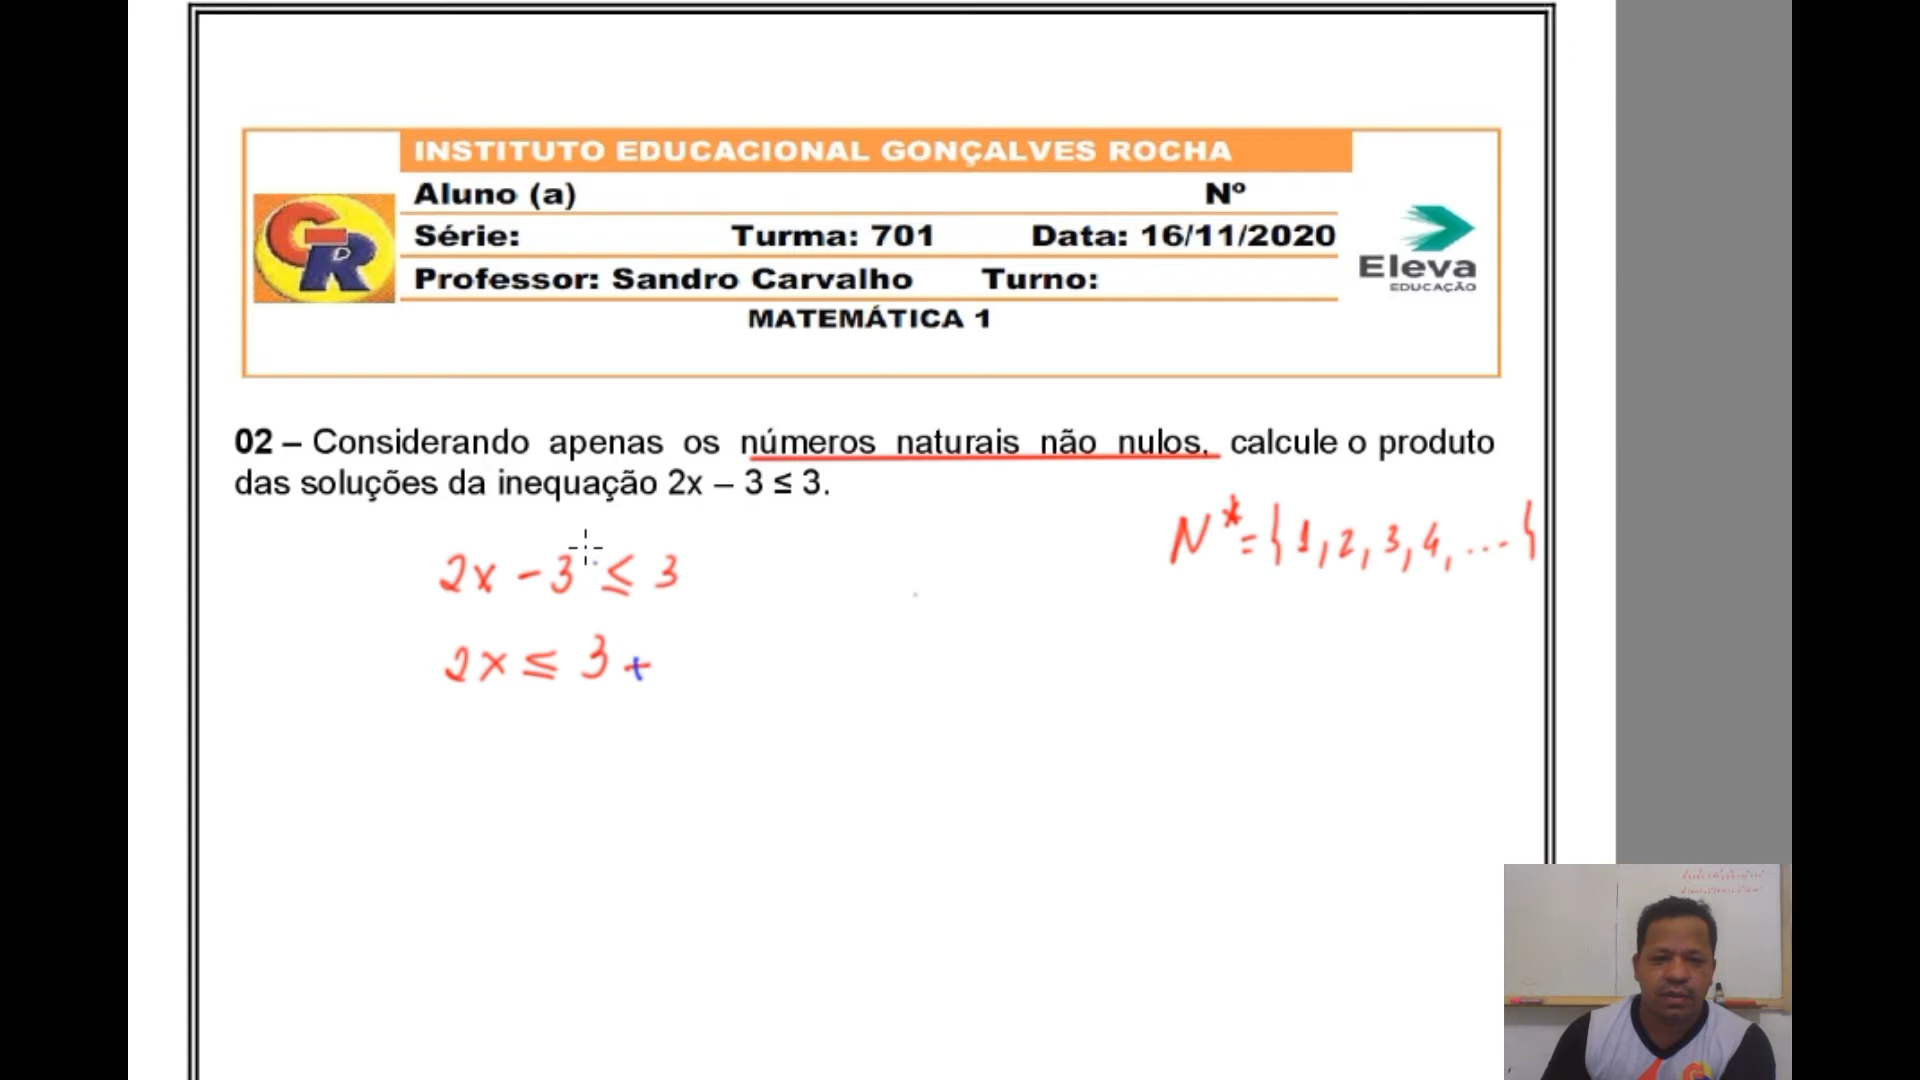 INSTITUTO EDUCACIONAL GONÇALVES ROCHA
Aluno (a) Nº
Série: Turma: 701 Data: 16/11/2020
Professor: Sandro Carvalho Turno:
MATEMÁTICA 1
GR
Eleva
EDUCAÇÃO
02 – Considerando apenas os números naturais não nulos, calcule o produto
das soluções da inequação 2x – 3 ≤ 3.
N* = {1, 2, 3, 4, ...}
2x - 3 ≤ 3
2x ≤ 3 +